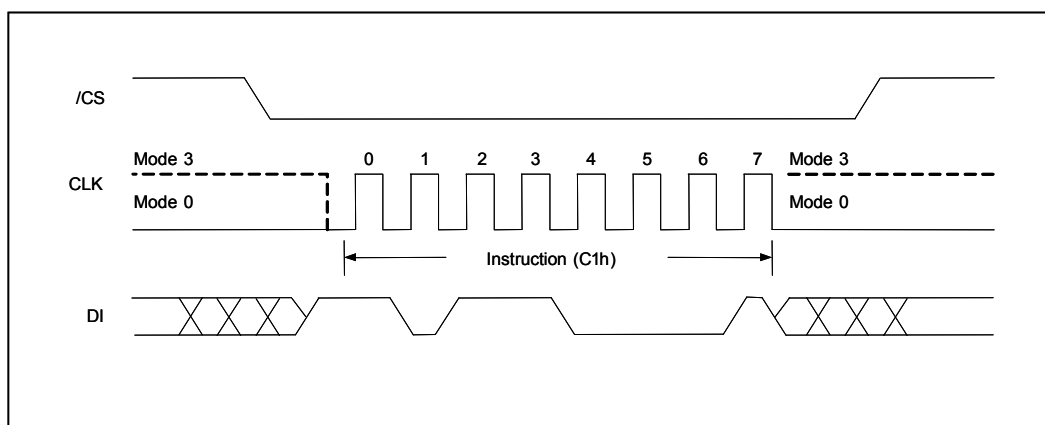 /CS
Mode 3
0 1 2 3 4 5 6 7
Mode 3
CLK
Mode 0
Mode 0
Instruction (C1h)
DI